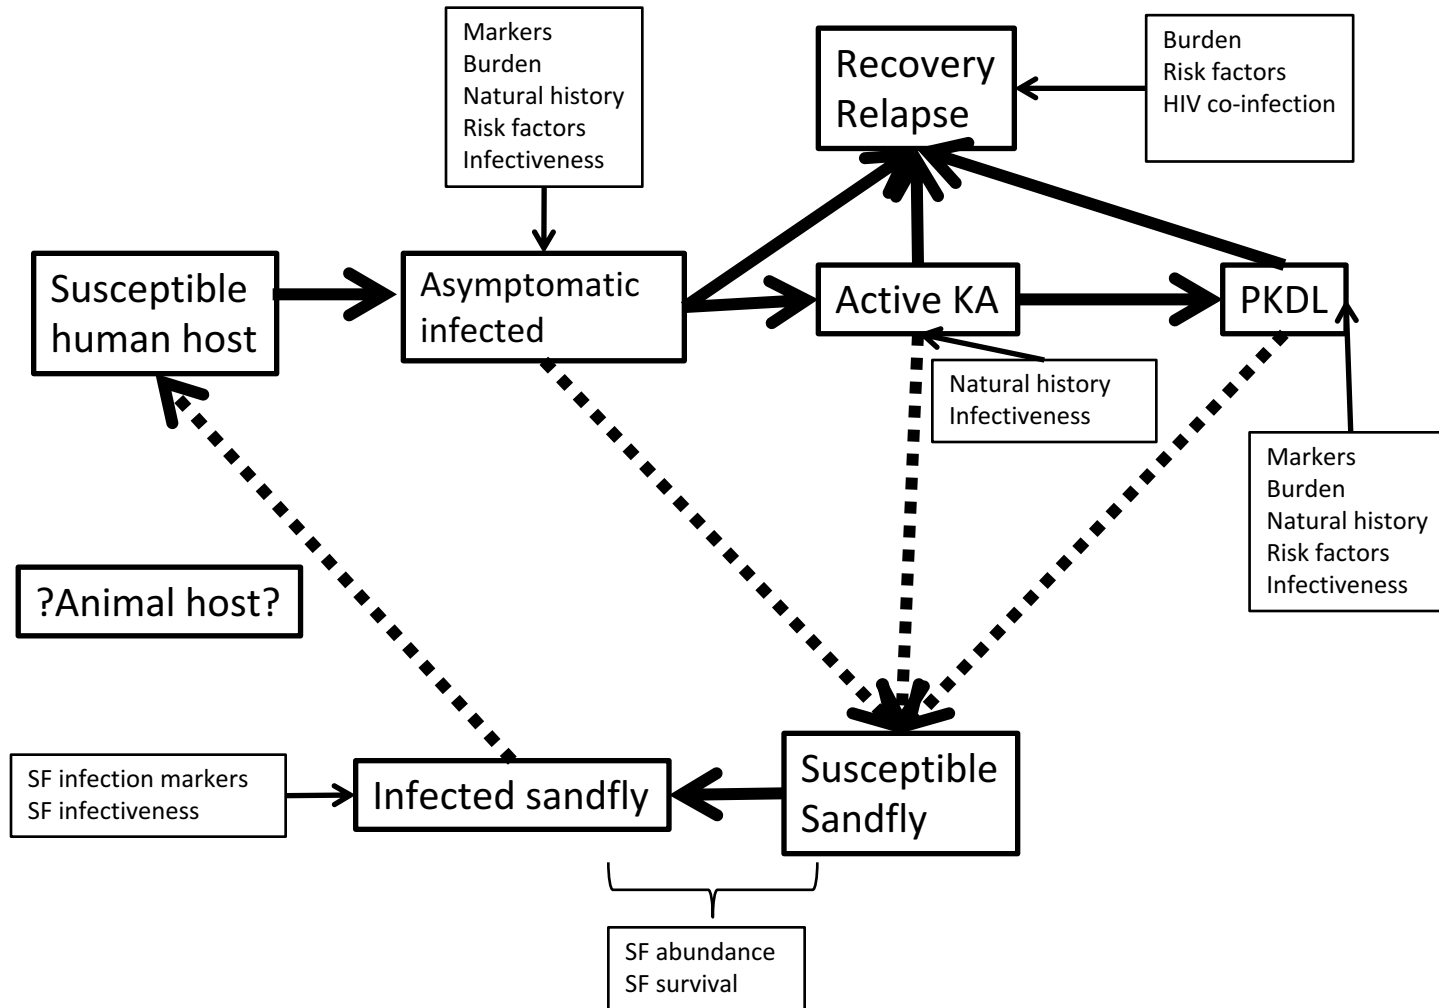 Markers
Burden
Natural history
Risk factors
Infectiveness
Recovery
Relapse
Burden
Risk factors
HIV co-infection
Susceptible
human host
Asymptomatic
infected
Active KA
PKDL
Natural history
Infectiveness
Markers
Burden
Natural history
Risk factors
Infectiveness
?Animal host?
SF infection markers
SF infectiveness
Infected sandfly
Susceptible
Sandfly
SF abundance
SF survival